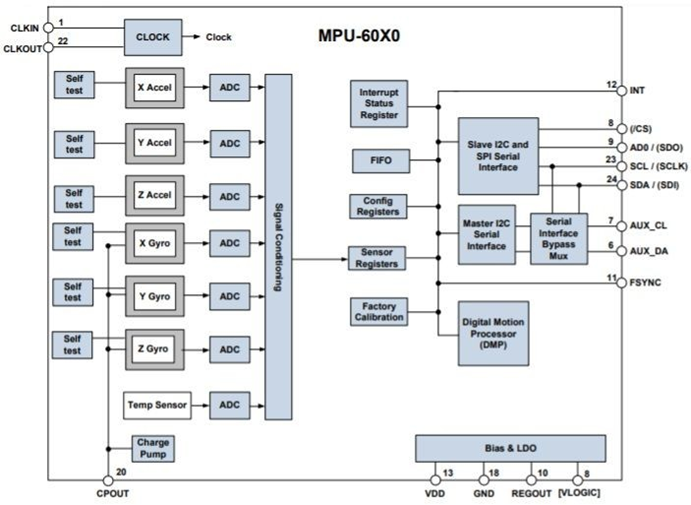 MPU-60X0
CLKIN 1
CLKOUT 22
CLOCK
Clock
Self
test
X Accel
ADC
Self
test
Y Accel
ADC
Self
test
Z Accel
ADC
Self
test
X Gyro
ADC
Self
test
Y Gyro
ADC
Self
test
Z Gyro
ADC
Temp Sensor
ADC
Charge
Pump
20
CPOUT
Signal Conditioning
Interrupt
Status
Register
FIFO
Config
Registers
Sensor
Registers
Factory
Calibration
Slave I2C and
SPI Serial
Interface
Master I2C
Serial
Interface
Serial
Interface
Bypass
Mux
Digital Motion
Processor
(DMP)
12 INT
8 (/CS)
9 AD0 / (SDO)
23 SCL / (SCLK)
24 SDA / (SDI)
7 AUX_CL
6 AUX_DA
11 FSYNC
Bias & LDO
13 18 10 8
VDD GND REGOUT [VLOGIC]